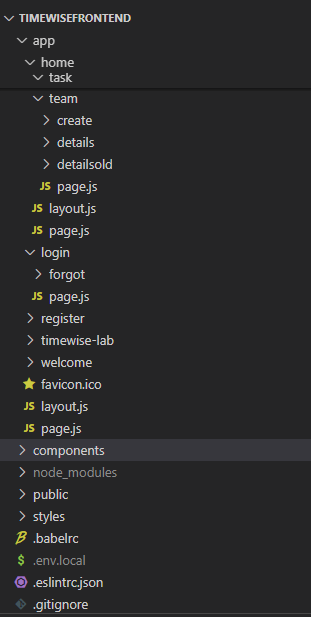 TIMEWISEFRONTEND
app
home
task
team
create
details
detailsold
JS page.js
JS layout.js
JS page.js
login
forgot
JS page.js
register
timewise-lab
welcome
favicon.ico
JS layout.js
JS page.js
components
node_modules
public
styles
.babelrc
$ .env.local
.eslintrc.json
.gitignore